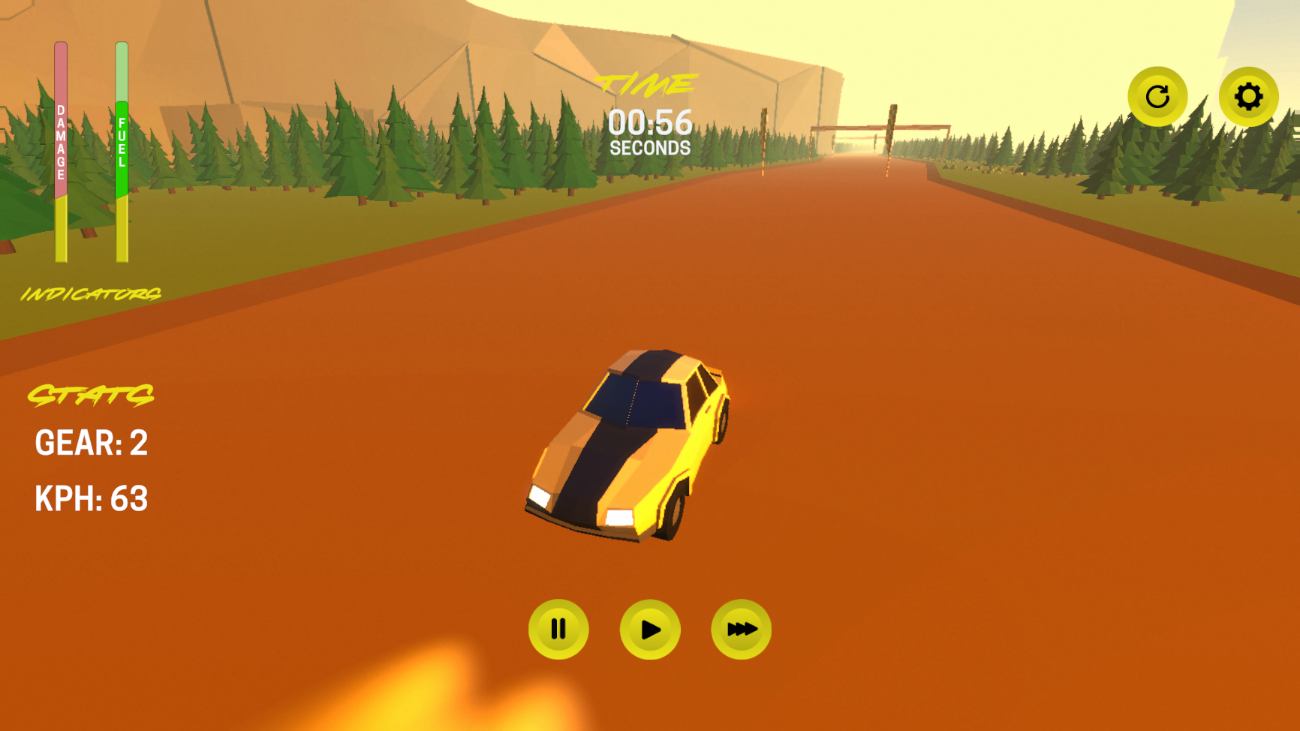 DAMAGE
FUEL
INDICATORS
TIME
00:56
SECONDS
STATS
GEAR: 2
KPH: 63